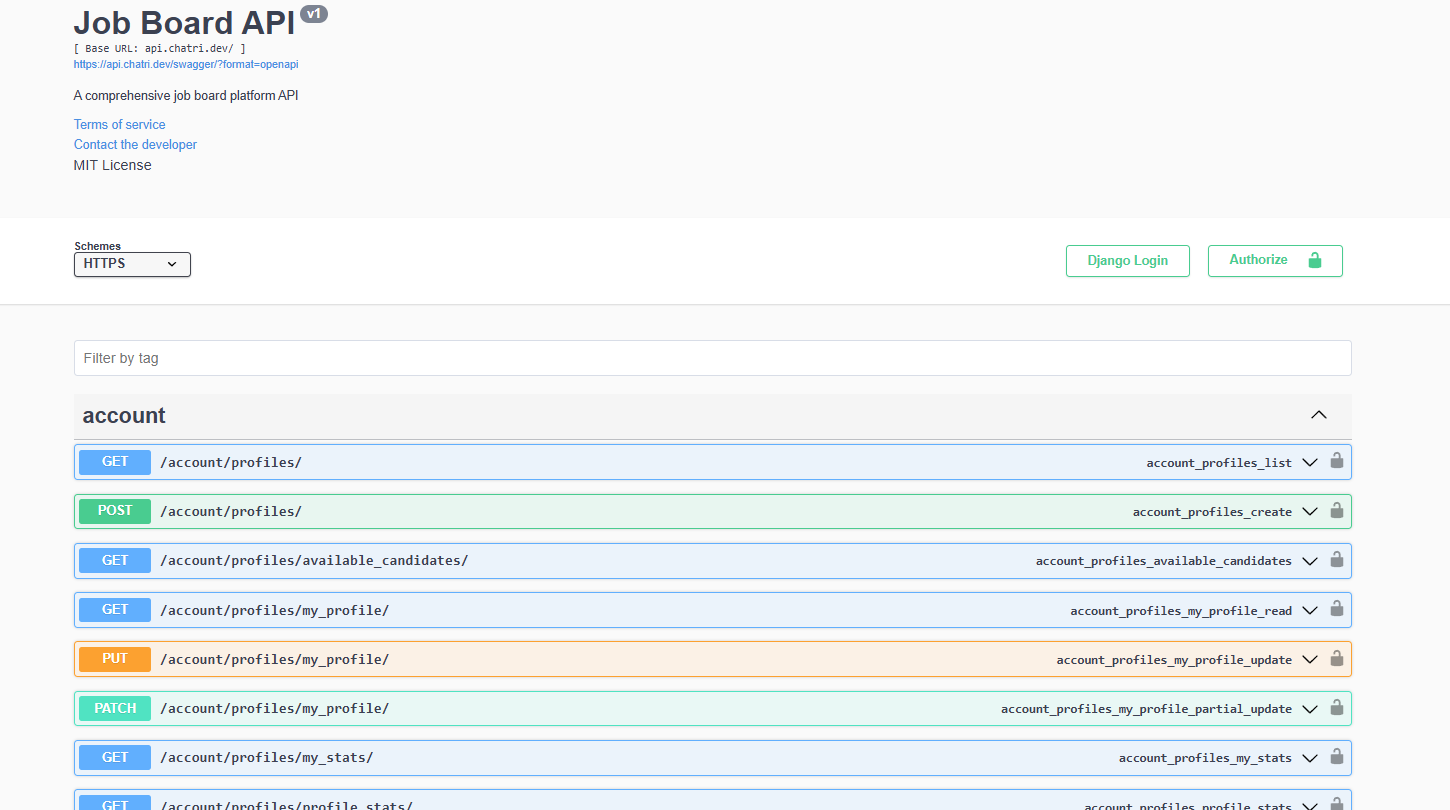 Job Board API v1
[ Base URL: api.chatri.dev/ ]
https://api.chatri.dev/swagger/?format=openapi
A comprehensive job board platform API
Terms of service
Contact the developer
MIT License
Schemes
HTTPS
Django Login
Authorize
Filter by tag
account
GET /account/profiles/ account_profiles_list
POST /account/profiles/ account_profiles_create
GET /account/profiles/available_candidates/ account_profiles_available_candidates
GET /account/profiles/my_profile/ account_profiles_my_profile_read
PUT /account/profiles/my_profile/ account_profiles_my_profile_update
PATCH /account/profiles/my_profile/ account_profiles_my_profile_partial_update
GET /account/profiles/my_stats/ account_profiles_my_stats
GET /account/profiles/profile_stats/ account_profiles_profile_stats